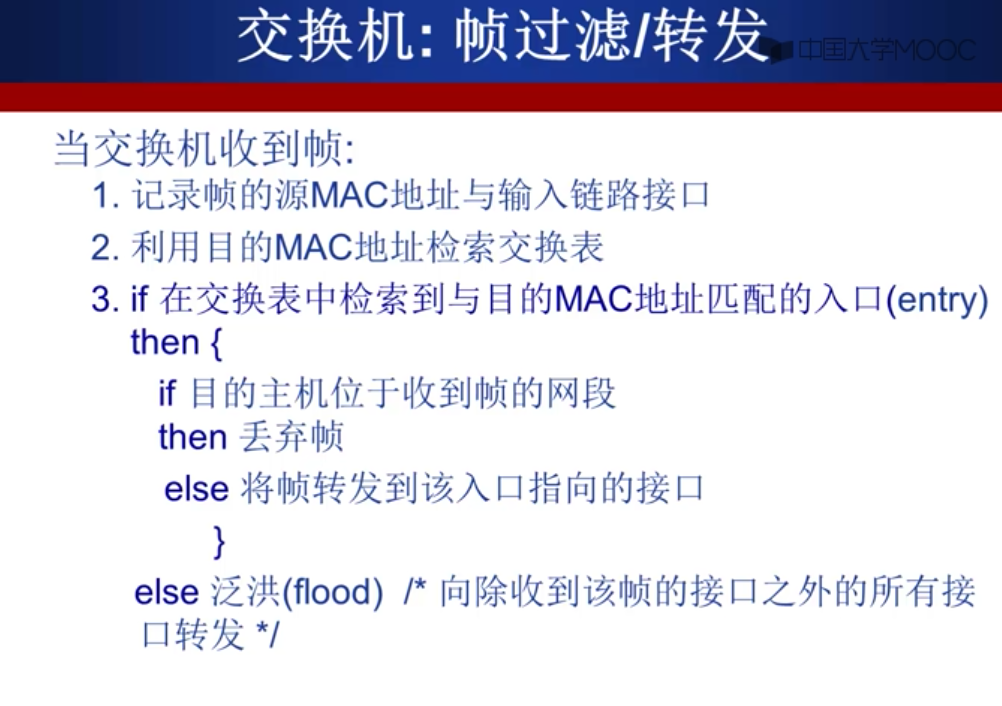 交换机: 帧过滤/转发
中国大学MOOC
当交换机收到帧:
1. 记录帧的源MAC地址与输入链路接口
2. 利用目的MAC地址检索交换表
3. if 在交换表中检索到与目的MAC地址匹配的入口(entry)
then {
if 目的主机位于收到帧的网段
then 丢弃帧
else 将帧转发到该入口指向的接口
}
else 泛洪(flood) /* 向除收到该帧的接口之外的所有接
口转发 */